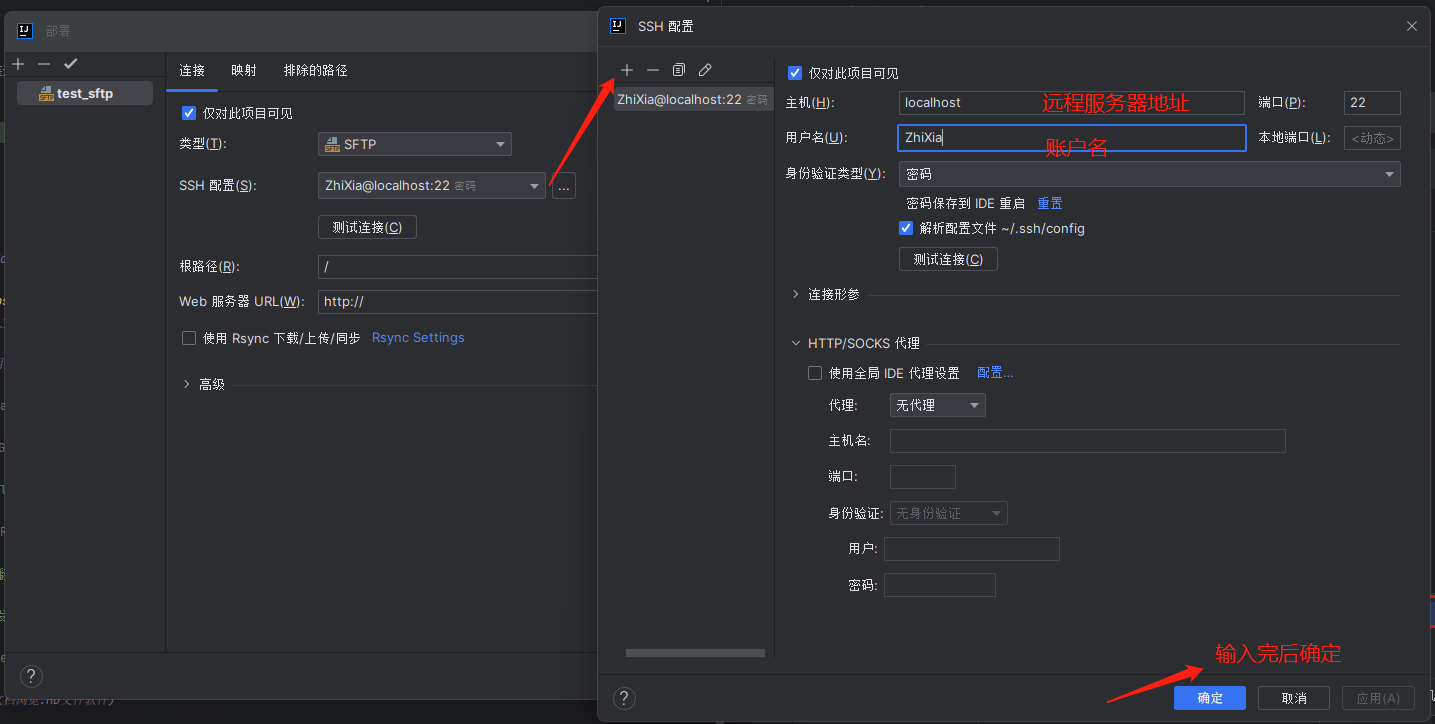 部署
test_sftp
连接 映射 排除的路径
仅对此项目可见
类型(T):
SFTP
SSH 配置(S):
ZhiXia@localhost:22 密码
...
测试连接(C)
根路径(R):
/
Web 服务器 URL(W):
http://
使用 Rsync 下载/上传/同步 Rsync Settings
高级
?
SSH 配置
ZhiXia@localhost:22 密码
仅对此项目可见
主机(H):
localhost
远程服务器地址
端口(P):
22
用户名(U):
ZhiXia
账户名
本地端口(L):
<动态>
身份验证类型(Y):
密码
密码保存到 IDE 重启 重置
解析配置文件 ~/.ssh/config
测试连接(C)
连接形参
HTTP/SOCKS 代理
使用全局 IDE 代理设置 配置...
代理:
无代理
主机名:
端口:
身份验证:
无身份验证
用户:
密码:
输入完后确定
?
确定 取消 应用(A)